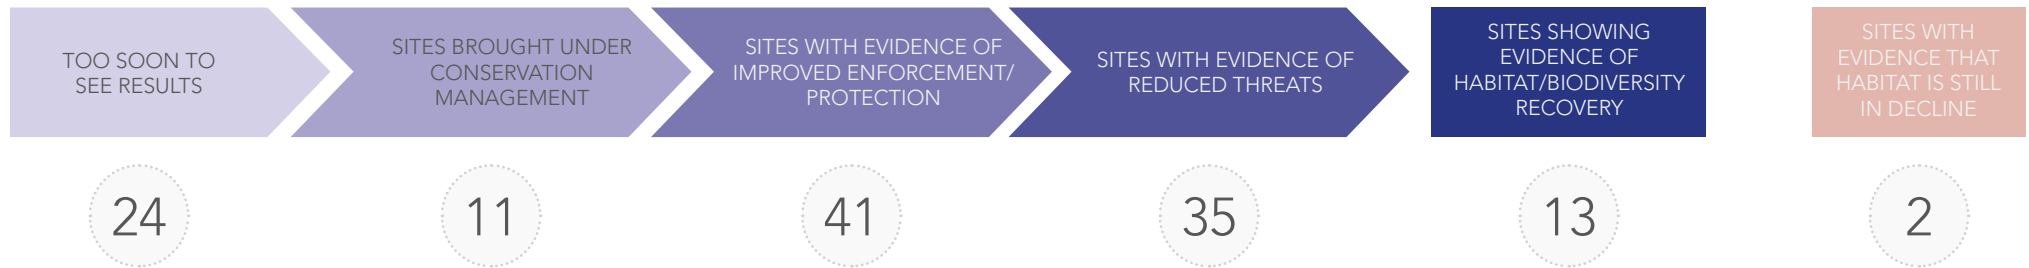 TOO SOON TO
SEE RESULTS
SITES BROUGHT UNDER
CONSERVATION
MANAGEMENT
SITES WITH EVIDENCE OF
IMPROVED ENFORCEMENT/
PROTECTION
SITES WITH EVIDENCE OF
REDUCED THREATS
SITES SHOWING
EVIDENCE OF
HABITAT/BIODIVERSITY
RECOVERY
SITES WITH
EVIDENCE THAT
HABITAT IS STILL
IN DECLINE
24
11
41
35
13
2